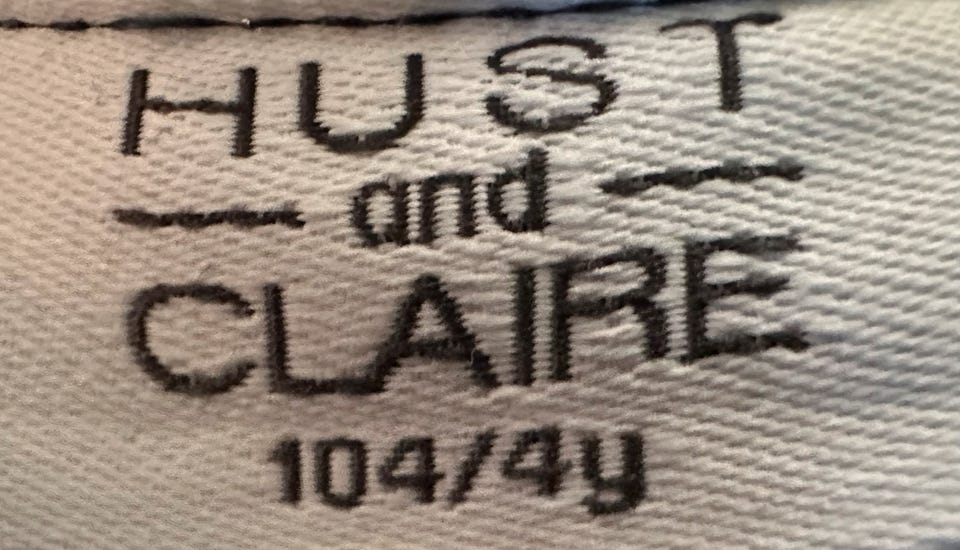 HUST
and
CLAIRE
104/4y